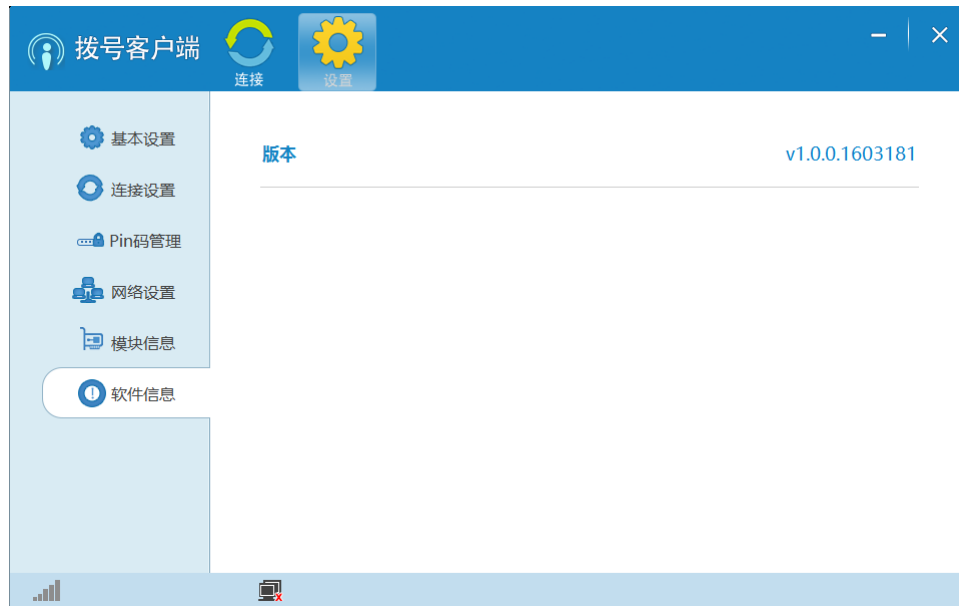 拨号客户端
连接
设置
基本设置
连接设置
Pin码管理
网络设置
模块信息
软件信息
版本
v1.0.0.1603181